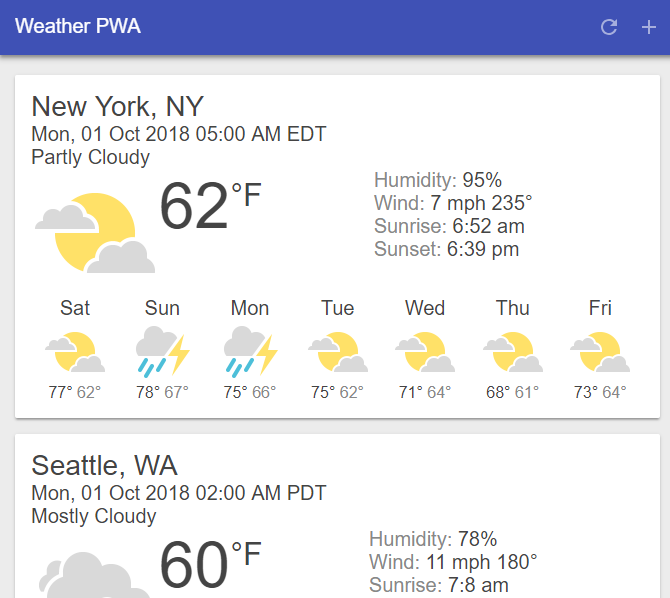 Weather PWA
New York, NY
Mon, 01 Oct 2018 05:00 AM EDT
Partly Cloudy
62°F
Humidity: 95%
Wind: 7 mph 235°
Sunrise: 6:52 am
Sunset: 6:39 pm
Sat Sun Mon Tue Wed Thu Fri
77° 62° 78° 67° 75° 66° 75° 62° 71° 64° 68° 61° 73° 64°
Seattle, WA
Mon, 01 Oct 2018 02:00 AM PDT
Mostly Cloudy
60°F
Humidity: 78%
Wind: 11 mph 180°
Sunrise: 7:8 am